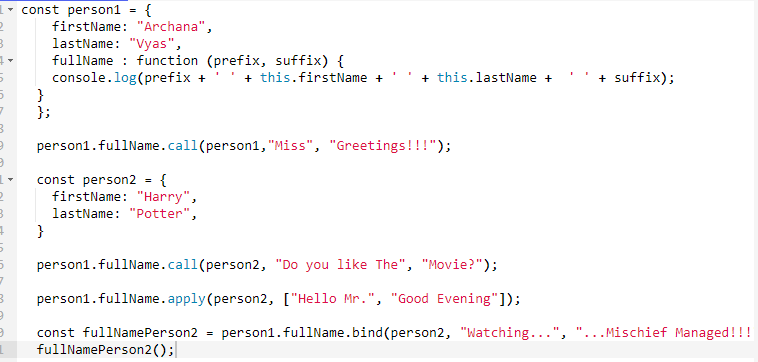 const person1 = {
firstName: "Archana",
lastName: "Vyas",
fullName : function (prefix, suffix) {
console.log(prefix + ' ' + this.firstName + ' ' + this.lastName +  ' ' + suffix);
}
};
person1.fullName.call(person1,"Miss", "Greetings!!!");
const person2 = {
firstName: "Harry",
lastName: "Potter",
}
person1.fullName.call(person2, "Do you like The", "Movie?");
person1.fullName.apply(person2, ["Hello Mr.", "Good Evening"]);
const fullNamePerson2 = person1.fullName.bind(person2, "Watching...", "...Mischief Managed!!!
fullNamePerson2();